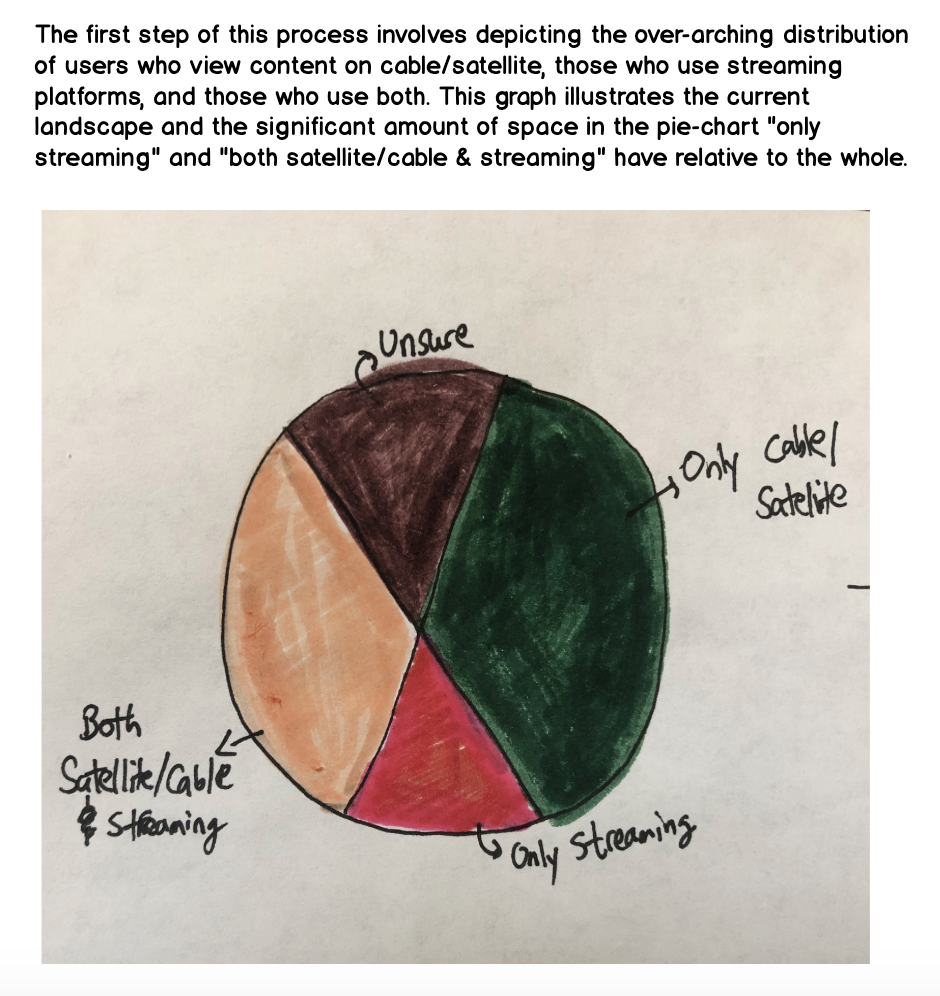 The first step of this process involves depicting the over-arching distribution
of users who view content on cable/satellite, those who use streaming
platforms, and those who use both. This graph illustrates the current
landscape and the significant amount of space in the pie-chart "only
streaming" and "both satellite/cable & streaming" have relative to the whole.
Unsure
Only Cable/
Satelite
Both
Satellite/Cable
& Streaming
Only Streaming